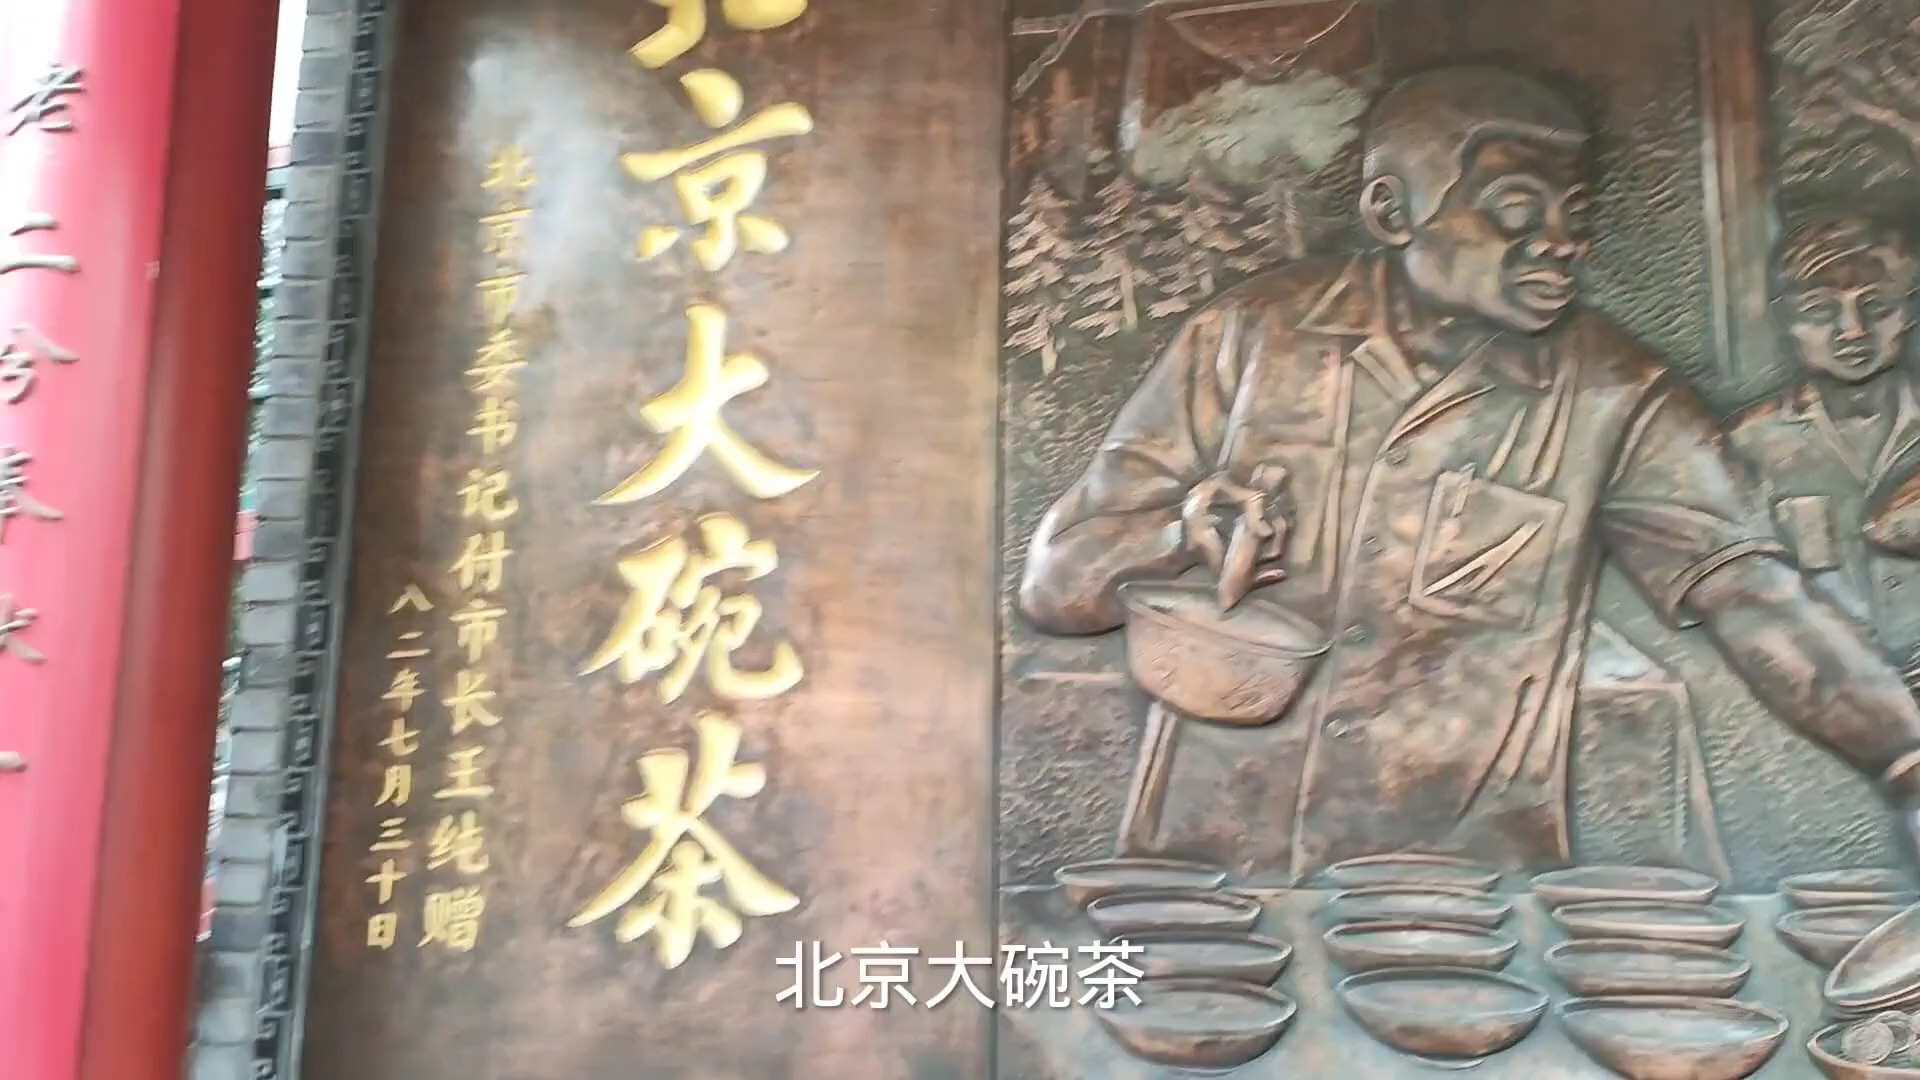 北京大碗茶
北京市委书记付市长王纯赠
八二年七月三十日
老二分
北京大碗茶